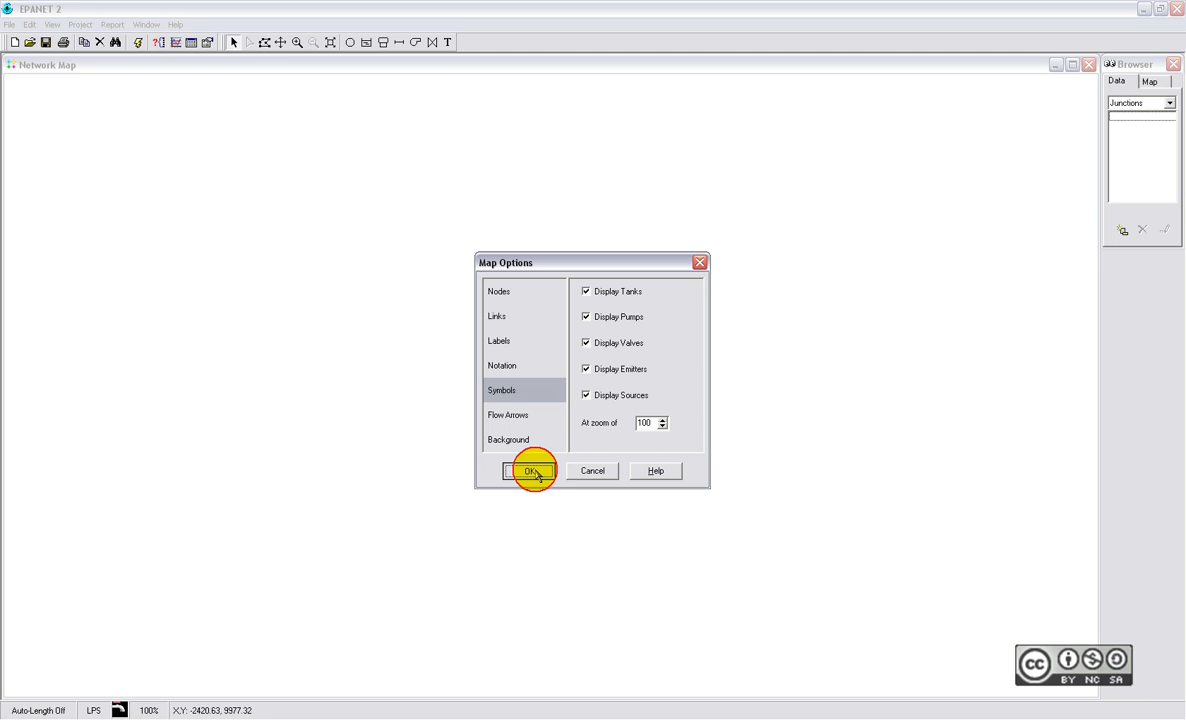 EPANET 2
File Edit View Project Report Window Help
T
Network Map
Browser
Data Map
Junctions
Map Options
Nodes
Links
Labels
Notation
Symbols
Flow Arrows
Background
Display Tanks
Display Pumps
Display Valves
Display Emitters
Display Sources
At zoom of 100
OK Cancel Help
cc
BY NC SA
Auto-Length Off LPS 100% X,Y: -2420.63, 9977.32